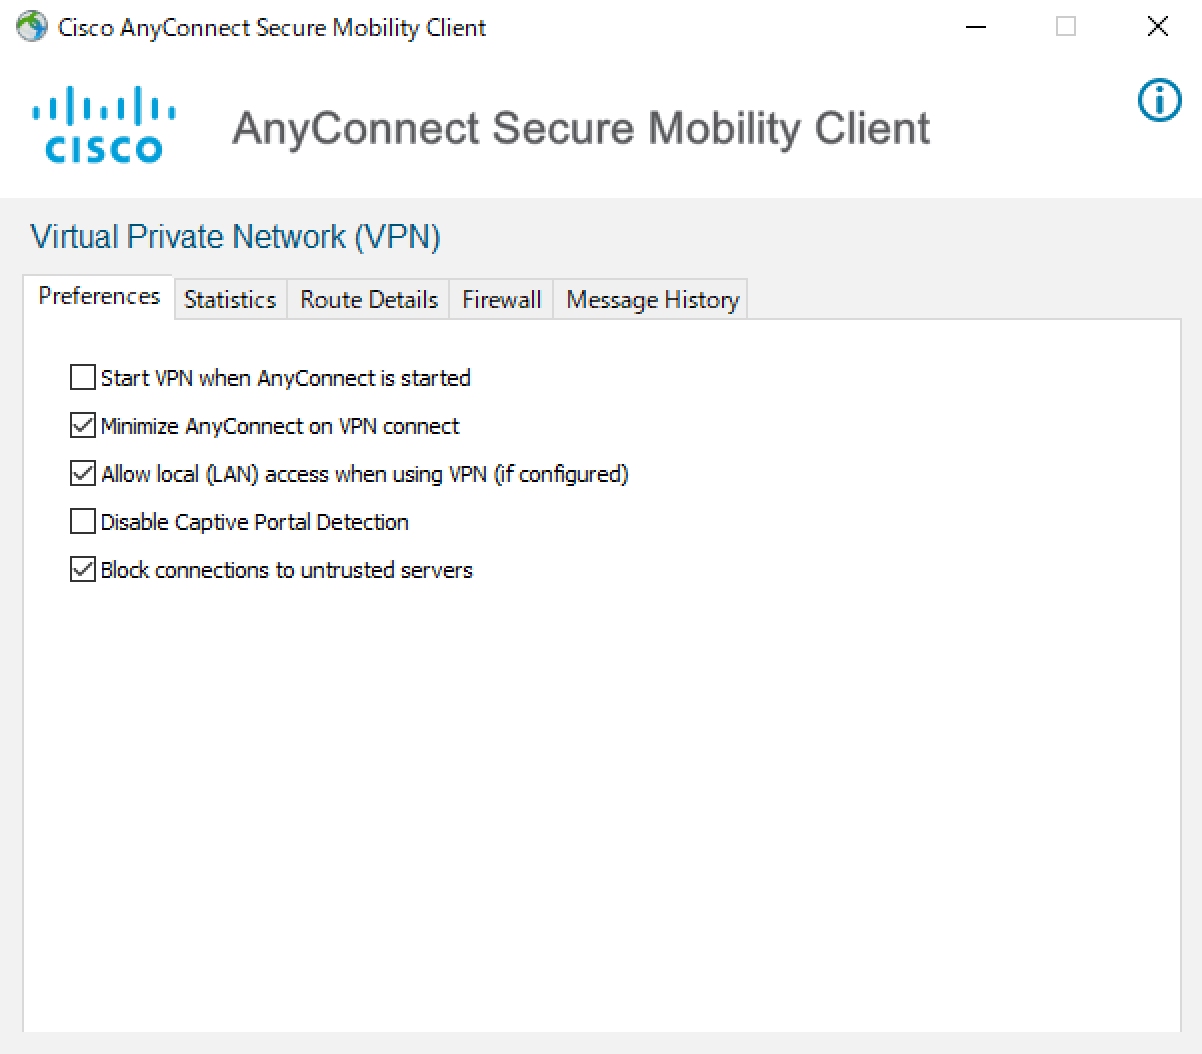 Cisco AnyConnect Secure Mobility Client
CISCO
AnyConnect Secure Mobility Client
Virtual Private Network (VPN)
Preferences Statistics Route Details Firewall Message History
Start VPN when AnyConnect is started
Minimize AnyConnect on VPN connect
Allow local (LAN) access when using VPN (if configured)
Disable Captive Portal Detection
Block connections to untrusted servers